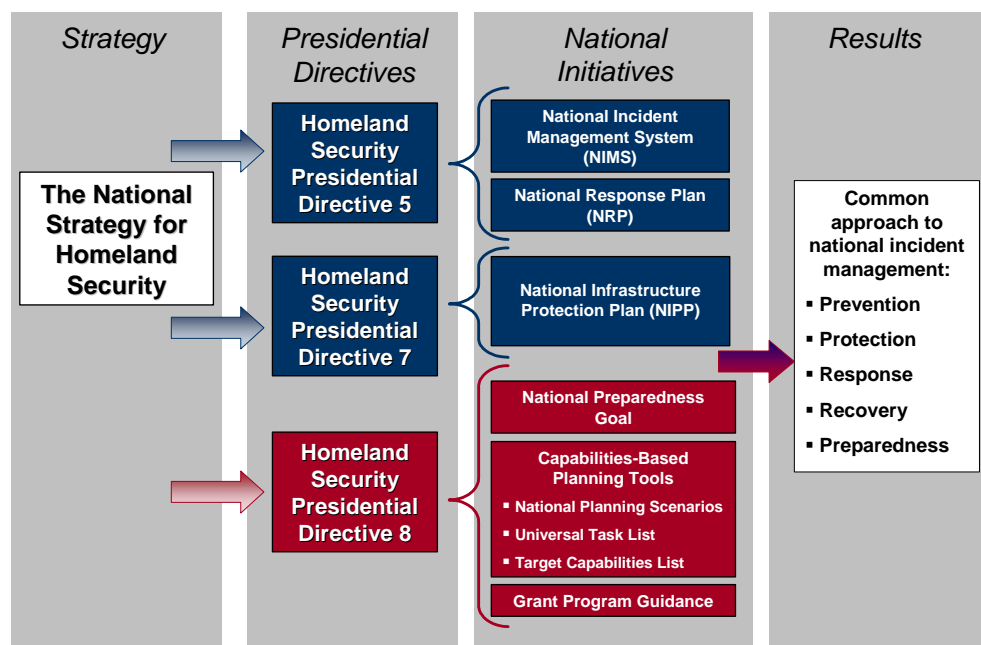 Strategy
The National
Strategy for
Homeland
Security
Presidential
Directives
Homeland
Security
Presidential
Directive 5
Homeland
Security
Presidential
Directive 7
Homeland
Security
Presidential
Directive 8
National
Initiatives
National Incident
Management System
(NIMS)
National Response Plan
(NRP)
National Infrastructure
Protection Plan (NIPP)
National Preparedness
Goal
Capabilities-Based
Planning Tools
▪ National Planning Scenarios
▪ Universal Task List
▪ Target Capabilities List
Grant Program Guidance
Results
Common
approach to
national incident
management:
▪ Prevention
▪ Protection
▪ Response
▪ Recovery
▪ Preparedness